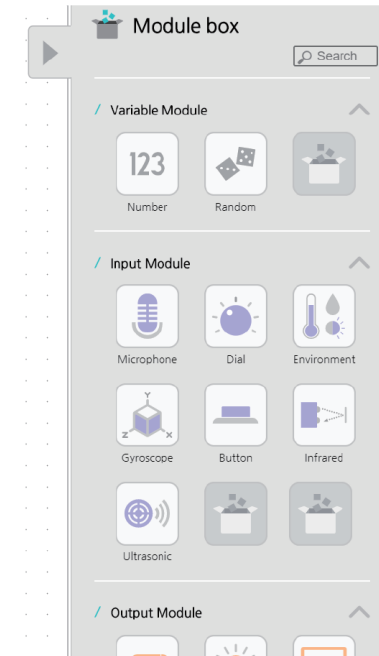 Module box
Search
/ Variable Module
123
Number Random
/ Input Module
Microphone Dial Environment
Y
Z X
Gyroscope Button Infrared
Ultrasonic
/ Output Module